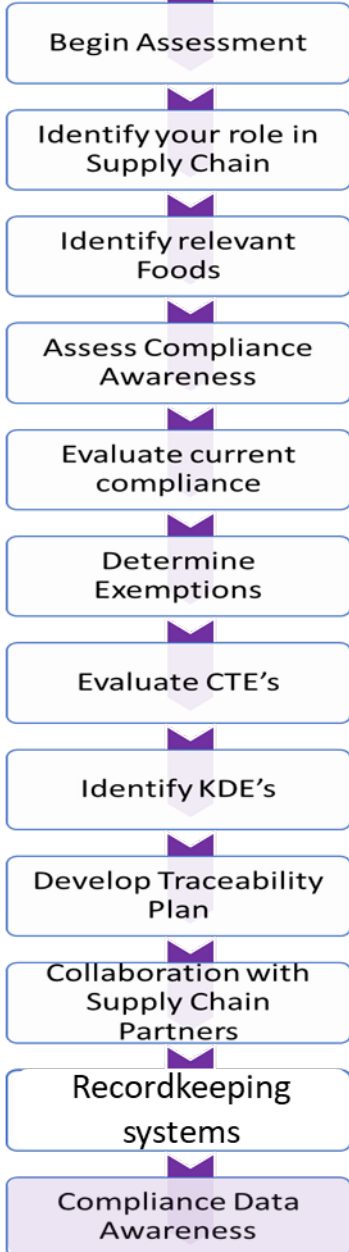 Begin Assessment
Identify your role in
Supply Chain
Identify relevant
Foods
Assess Compliance
Awareness
Evaluate current
compliance
Determine
Exemptions
Evaluate CTE's
Identify KDE's
Develop Traceability
Plan
Collaboration with
Supply Chain
Partners
Recordkeeping
systems
Compliance Data
Awareness